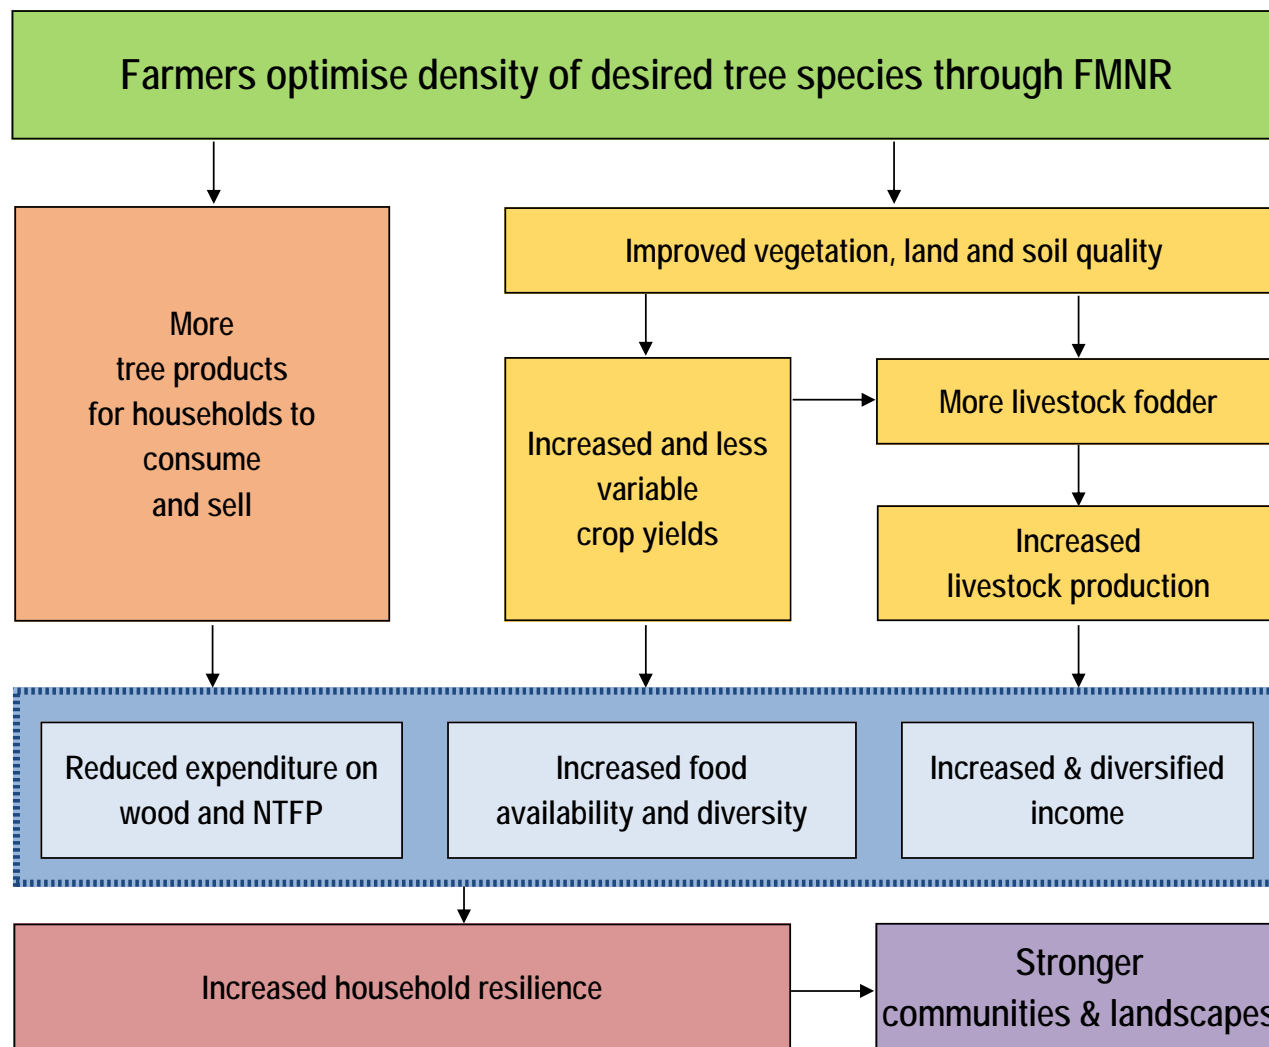 Farmers optimise density of desired tree species through FMNR
More
tree products
for households to
consume
and sell
Improved vegetation, land and soil quality
Increased and less
variable
crop yields
More livestock fodder
Increased
livestock production
Reduced expenditure on
wood and NTFP
Increased food
availability and diversity
Increased & diversified
income
Increased household resilience
Stronger
communities & landscapes